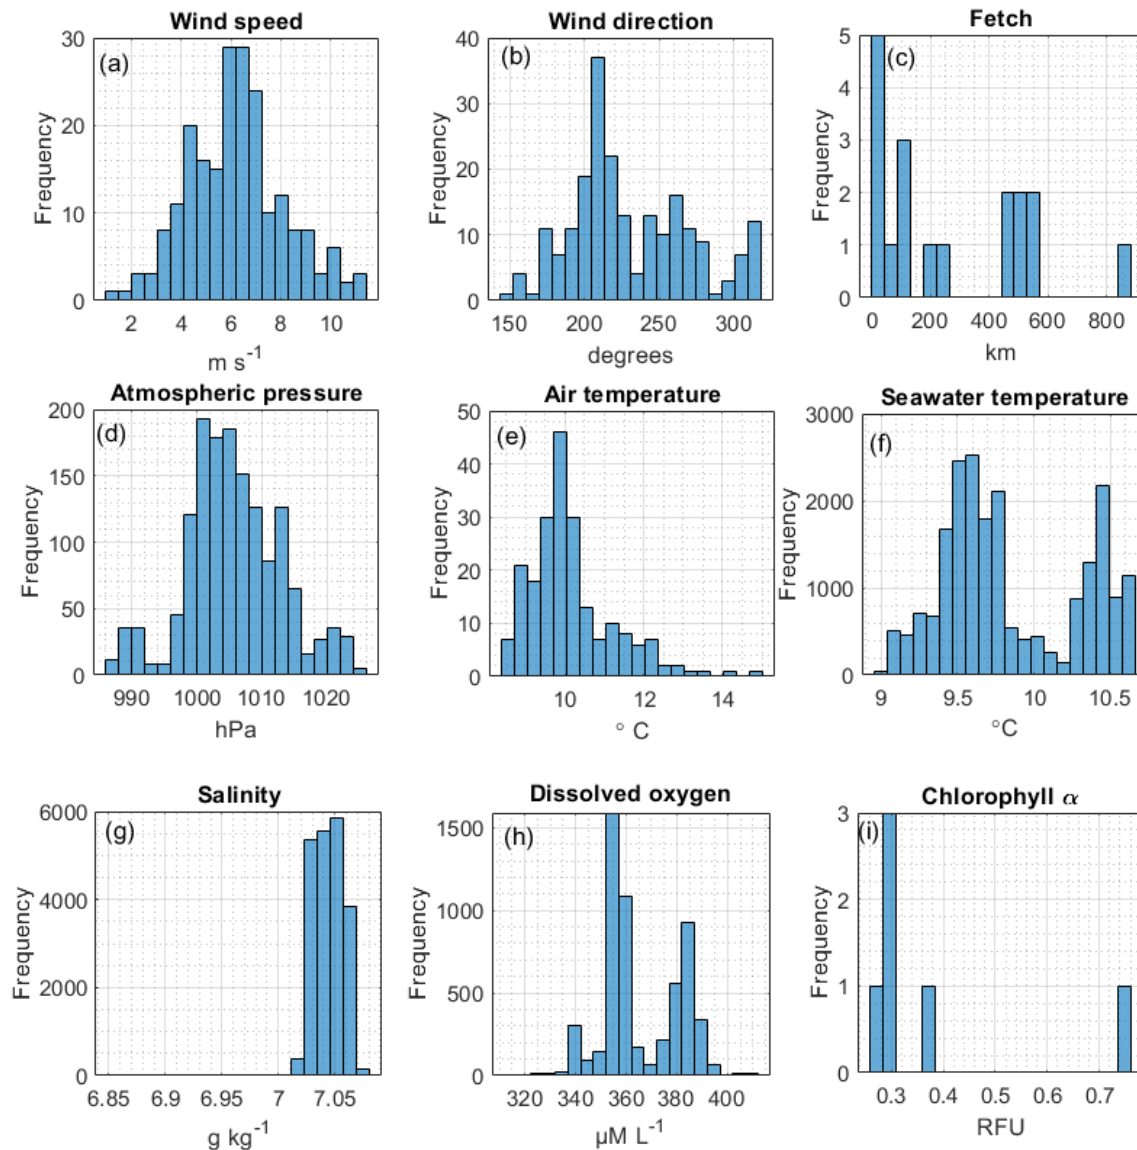 Wind speed
(a)
Frequency
30
20
10
0
2 4 6 8 10
m s⁻¹
Wind direction
(b)
Frequency
40
30
20
10
0
150 200 250 300
degrees
Fetch
(c)
Frequency
5
4
3
2
1
0
0 200 400 600 800
km
Atmospheric pressure
(d)
Frequency
200
150
100
50
0
990 1000 1010 1020
hPa
Air temperature
(e)
Frequency
50
40
30
20
10
0
10 12 14
° C
Seawater temperature
(f)
Frequency
3000
2000
1000
0
9 9.5 10 10.5
°C
Salinity
(g)
Frequency
6000
4000
2000
0
6.85 6.9 6.95 7 7.05
g kg⁻¹
Dissolved oxygen
(h)
Frequency
1500
1000
500
0
320 340 360 380 400
µM L⁻¹
Chlorophyll α
(i)
Frequency
3
2
1
0
0.3 0.4 0.5 0.6 0.7
RFU